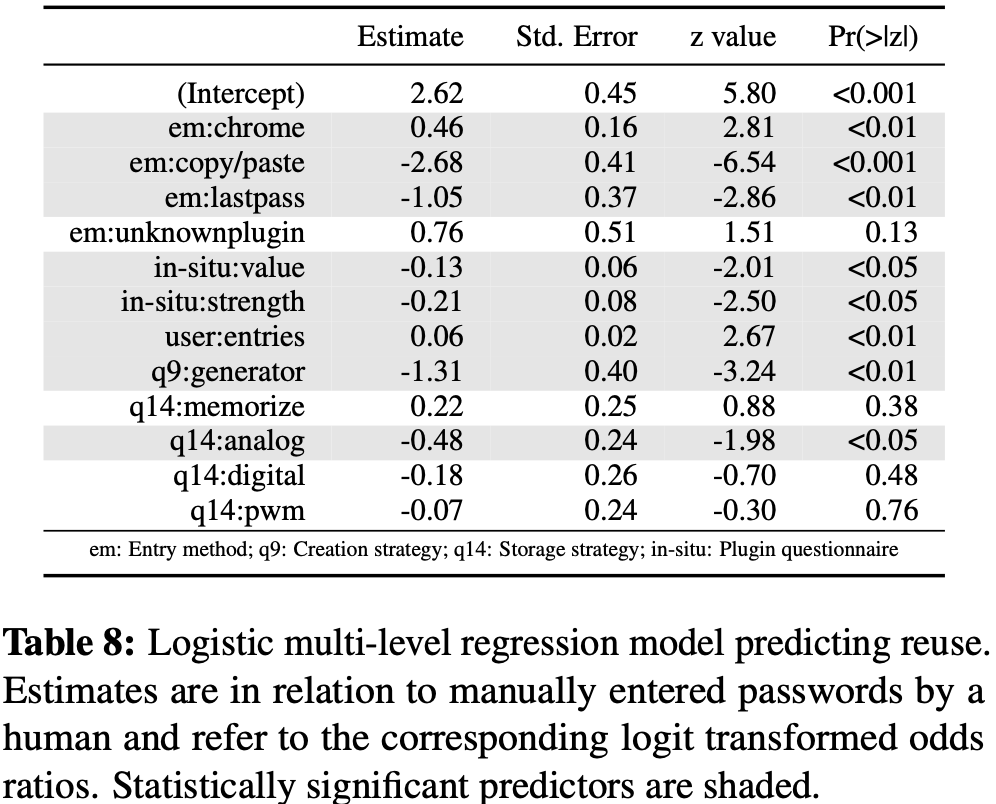 Estimate Std. Error z value Pr(>|z|)
(Intercept) 2.62 0.45 5.80 <0.001
em:chrome 0.46 0.16 2.81 <0.01
em:copy/paste -2.68 0.41 -6.54 <0.001
em:lastpass -1.05 0.37 -2.86 <0.01
em:unknownplugin 0.76 0.51 1.51 0.13
in-situ:value -0.13 0.06 -2.01 <0.05
in-situ:strength -0.21 0.08 -2.50 <0.05
user:entries 0.06 0.02 2.67 <0.01
q9:generator -1.31 0.40 -3.24 <0.01
q14:memorize 0.22 0.25 0.88 0.38
q14:analog -0.48 0.24 -1.98 <0.05
q14:digital -0.18 0.26 -0.70 0.48
q14:pwm -0.07 0.24 -0.30 0.76
em: Entry method; q9: Creation strategy; q14: Storage strategy; in-situ: Plugin questionnaire
Table 8: Logistic multi-level regression model predicting reuse.
Estimates are in relation to manually entered passwords by a
human and refer to the corresponding logit transformed odds
ratios. Statistically significant predictors are shaded.